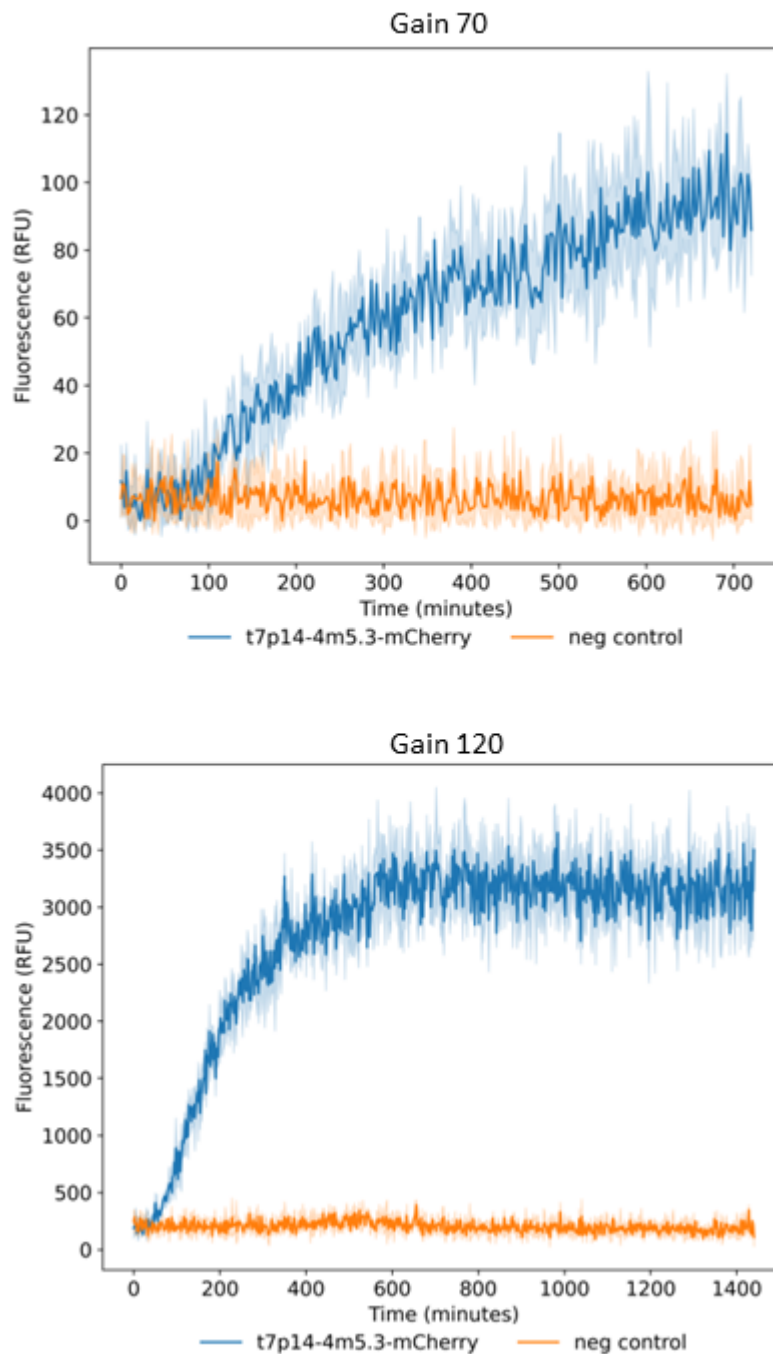 Gain 70
120
100
80
60
40
20
0
Fluorescence (RFU)
0 100 200 300 400 500 600 700
Time (minutes)
t7p14-4m5.3-mCherry neg control
Gain 120
4000
3500
3000
2500
2000
1500
1000
500
0
Fluorescence (RFU)
0 200 400 600 800 1000 1200 1400
Time (minutes)
t7p14-4m5.3-mCherry neg control